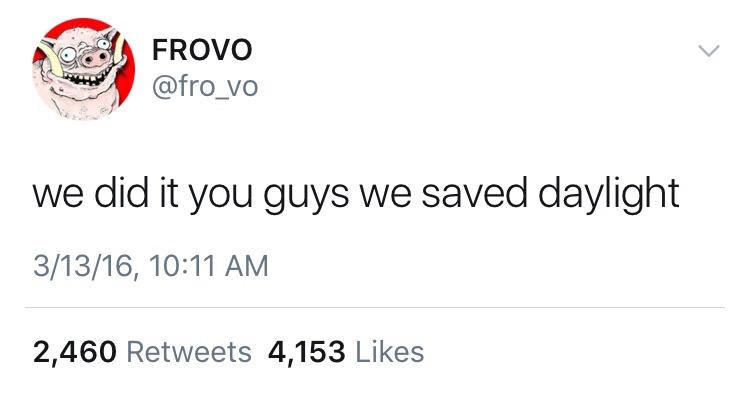 FROVO
@fro_vo
we did it you guys we saved daylight
3/13/16, 10:11 AM
2,460 Retweets 4,153 Likes